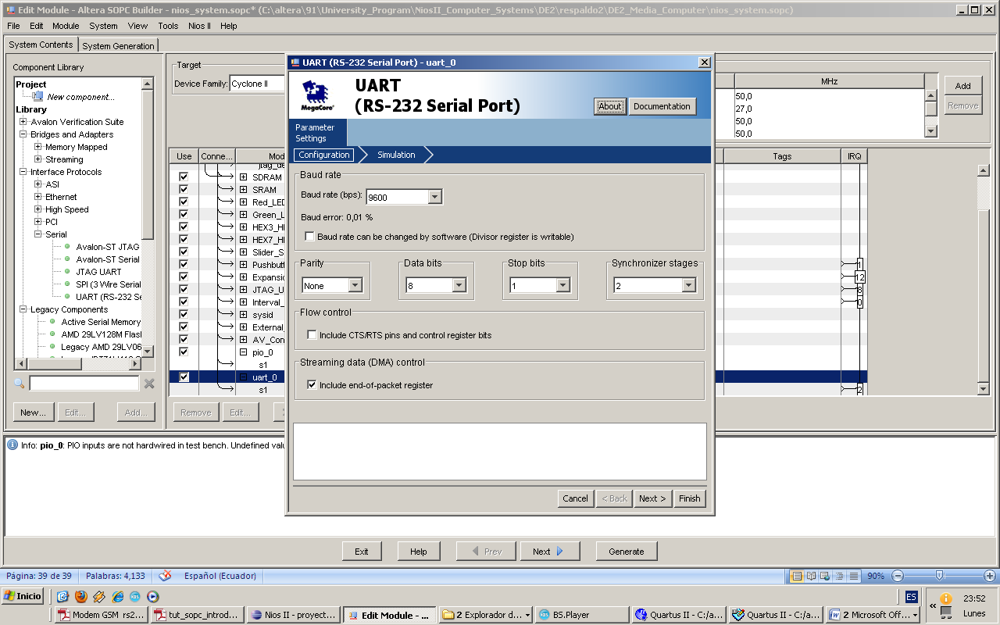 Edit Module - Altera SOPC Builder - nios_system.sopc* (C:\altera\91\University_Program\NiosII_Computer_Systems\DE2\respaldo2\DE2_Media_Computer\nios_system.sopc)
File Edit Module System View Tools Nios II Help
System Contents System Generation
Component Library
Project
New component...
Library
Avalon Verification Suite
Bridges and Adapters
Memory Mapped
Streaming
Interface Protocols
ASI
Ethernet
High Speed
PCI
Serial
Avalon-ST JTAG
Avalon-ST Serial
JTAG UART
SPI (3 Wire Serial
UART (RS-232 Se
Legacy Components
Active Serial Memory
AMD 29LV128M Flas
Legacy AMD 29LV06
New... Edit... Add...
Target
Device Family: Cyclone II
Use Conne... Mod
jtag_de
SDRAM
SRAM
Red_LED
Green_L
HEX3_HE
HEX7_HE
Slider_S
Pushbutt
Expansio
JTAG_U
Interval_
sysid
External_
AV_Con
pio_0
s1
uart_0
s1
Remove Edit...
UART (RS-232 Serial Port) - uart_0
MegaCore®
UART
(RS-232 Serial Port)
About Documentation
Parameter
Settings
Configuration Simulation
Baud rate
Baud rate (bps): 9600
Baud error: 0,01 %
Baud rate can be changed by software (Divisor register is writable)
Parity Data bits Stop bits Synchronizer stages
None 8 1 2
Flow control
Include CTS/RTS pins and control register bits
Streaming data (DMA) control
Include end-of-packet register
Cancel < Back Next > Finish
MHz
50,0
27,0
50,0
50,0
Add
Remove
Tags IRQ
1
12
8
0
2
Info: pio_0: PIO inputs are not hardwired in test bench. Undefined valu
Exit Help Prev Next Generate
Página: 39 de 39 Palabras: 4,133 Español (Ecuador) 90%
Inicio ES 23:52
Lunes
Modem GSM rs2... tut_sopc_introd... Nios II - proyect... Edit Module - ... 2 Explorador d... BS.Player Quartus II - C:/a... Quartus II - C:/a... 2 Microsoft Off...